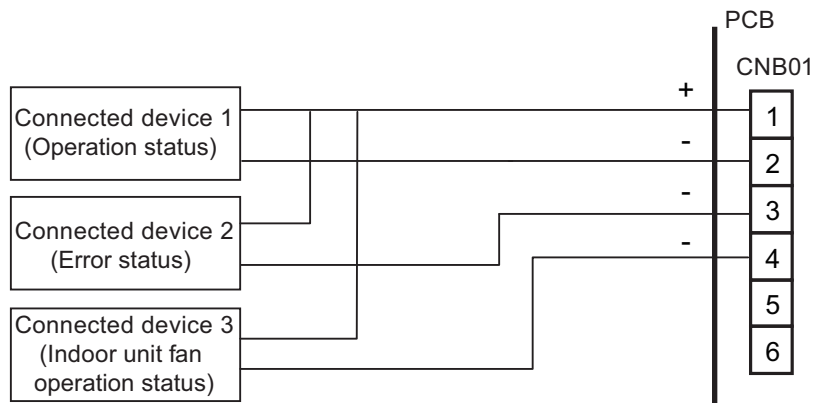 PCB
CNB01
Connected device 1
(Operation status)
Connected device 2
(Error status)
Connected device 3
(Indoor unit fan
operation status)
+
-
-
-
1
2
3
4
5
6